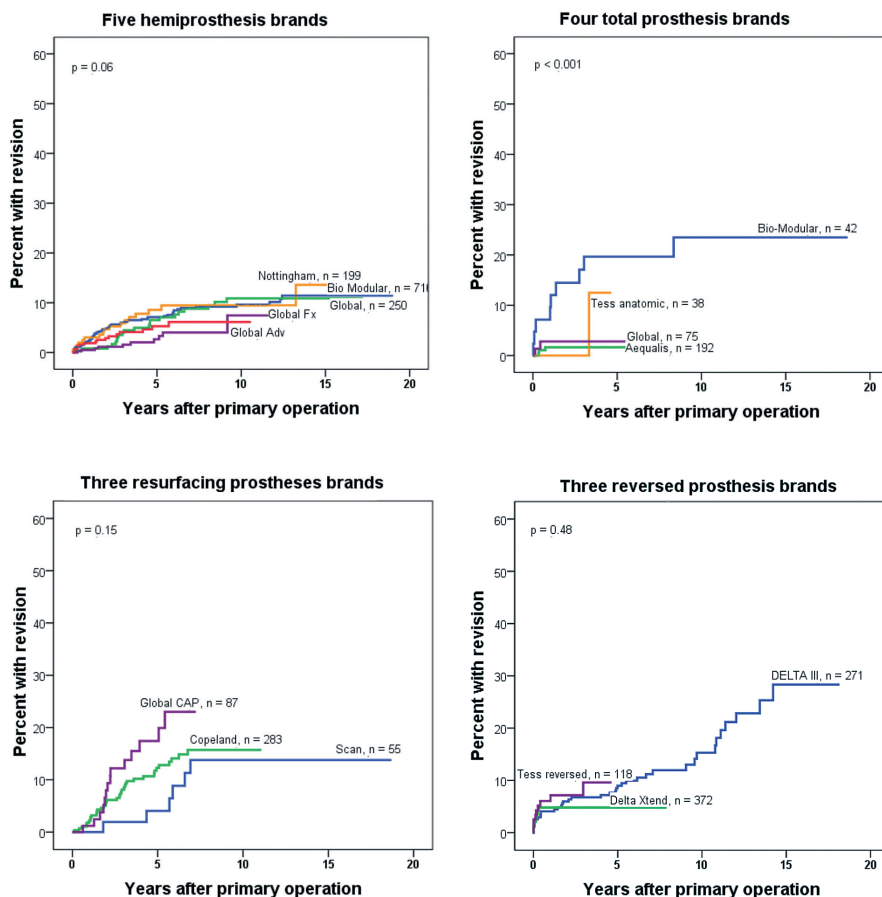 Five hemiprosthesis brands
p = 0.06
Percent with revision
60
50
40
30
20
10
0
Nottingham, n = 199
Bio Modular, n = 716
Global, n = 250
Global Fx
Global Adv
0 5 10 15 20
Years after primary operation
Four total prosthesis brands
p < 0.001
Percent with revision
60
50
40
30
20
10
0
Bio-Modular, n = 42
Tess anatomic, n = 38
Global, n = 75
Aequalis, n = 192
0 5 10 15 20
Years after primary operation
Three resurfacing prostheses brands
p = 0.15
Percent with revision
60
50
40
30
20
10
0
Global CAP, n = 87
Copeland, n = 283
Scan, n = 55
0 5 10 15 20
Years after primary operation
Three reversed prosthesis brands
p = 0.48
Percent with revision
60
50
40
30
20
10
0
DELTA III, n = 271
Tess reversed, n = 118
Delta Xtend, n = 372
0 5 10 15 20
Years after primary operation